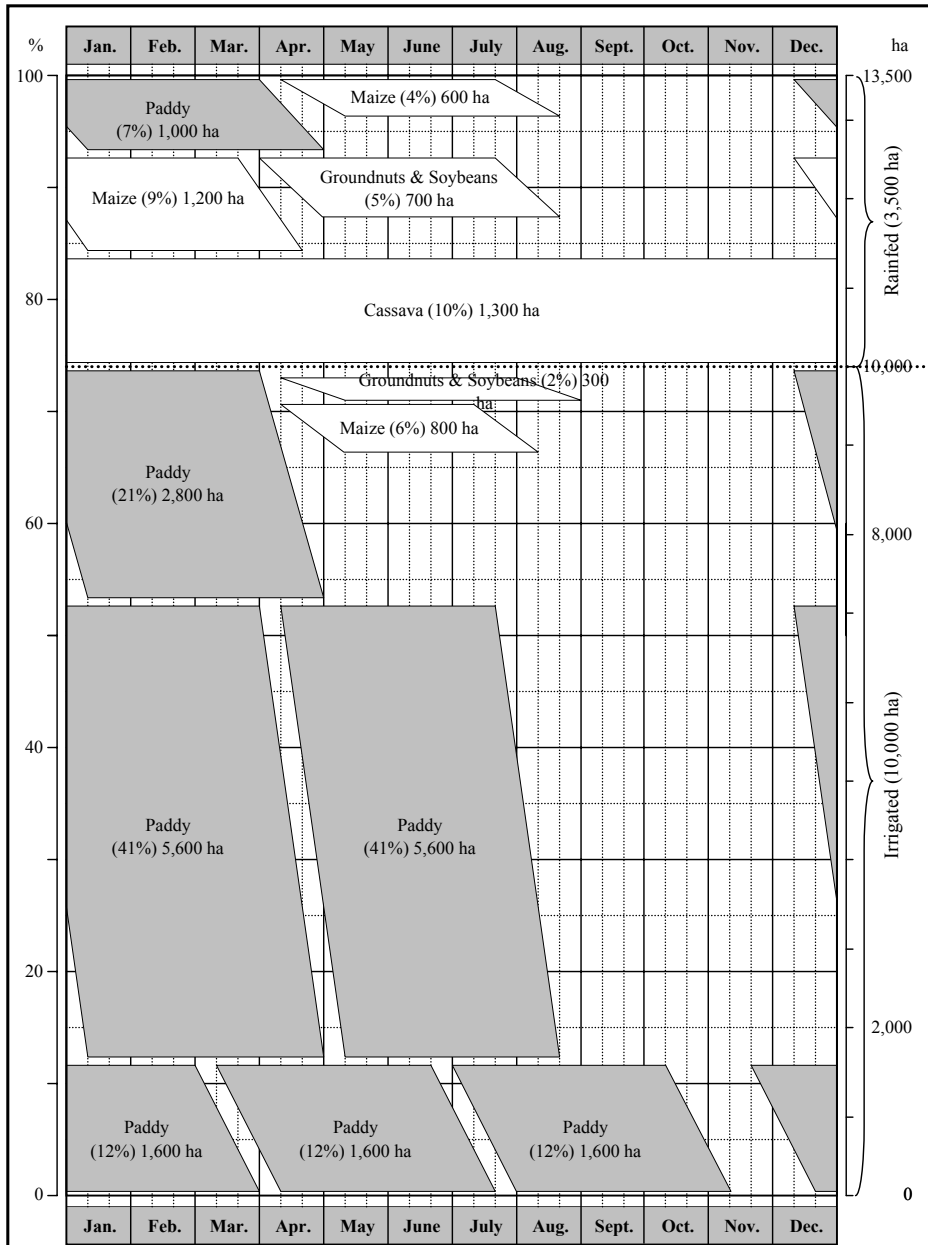 Jan. Feb. Mar. Apr. May June July Aug. Sept. Oct. Nov. Dec.
% ha
100 13,500
Maize (4%) 600 ha
Paddy
(7%) 1,000 ha
Groundnuts & Soybeans
(5%) 700 ha
Maize (9%) 1,200 ha
Rainfed (3,500 ha)
80
Cassava (10%) 1,300 ha
10,000
Groundnuts & Soybeans (2%) 300
ha
Maize (6%) 800 ha
Paddy
(21%) 2,800 ha
60 8,000
40
Irrigated (10,000 ha)
Paddy
(41%) 5,600 ha
Paddy
(41%) 5,600 ha
20
2,000
Paddy
(12%) 1,600 ha
Paddy
(12%) 1,600 ha
Paddy
(12%) 1,600 ha
0 0
Jan. Feb. Mar. Apr. May June July Aug. Sept. Oct. Nov. Dec.